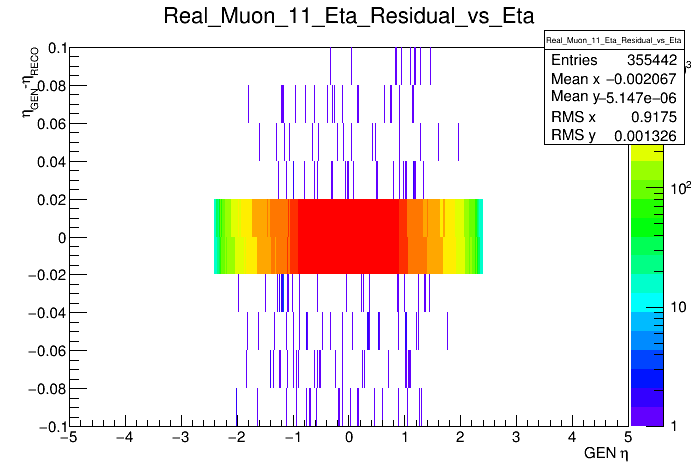 Real_Muon_11_Eta_Residual_vs_Eta
Real_Muon_11_Eta_Residual_vs_Eta
Entries 355442
Mean x −0.002067
Mean y −5.147e−06
RMS x 0.9175
RMS y 0.001326
η_GEN-η_RECO
0.1
0.08
0.06
0.04
0.02
0
−0.02
−0.04
−0.06
−0.08
−0.1
−5 −4 −3 −2 −1 0 1 2 3 4 5
GEN η
3
10²
10
1